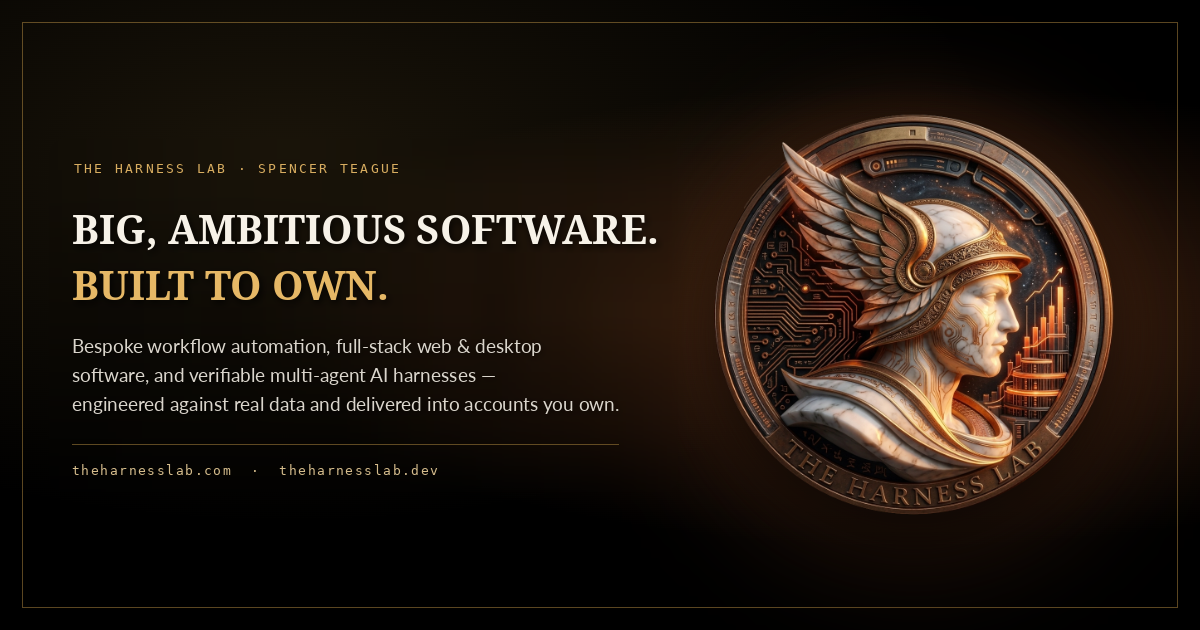 THE HARNESS LAB · SPENCER TEAGUE
BIG, AMBITIOUS SOFTWARE.
BUILT TO OWN.
Bespoke workflow automation, full-stack web & desktop
software, and verifiable multi-agent AI harnesses —
engineered against real data and delivered into accounts you own.
theharnesslab.com · theharnesslab.dev
THE HARNESS LAB